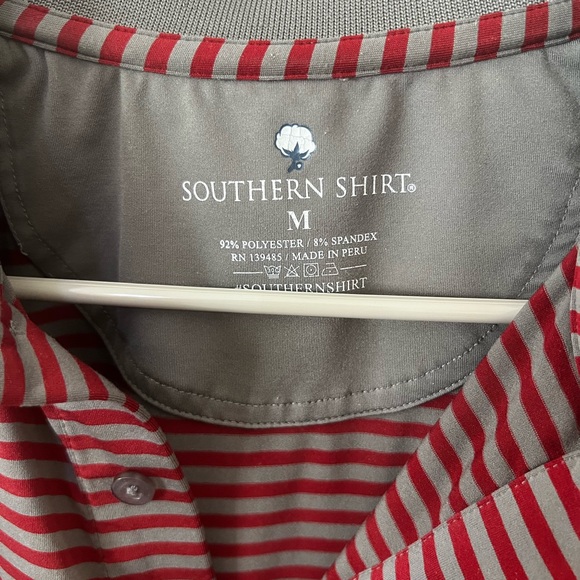 SOUTHERN SHIRT®
M
92% POLYESTER / 8% SPANDEX
RN 139485 / MADE IN PERU
#SOUTHERNSHIRT